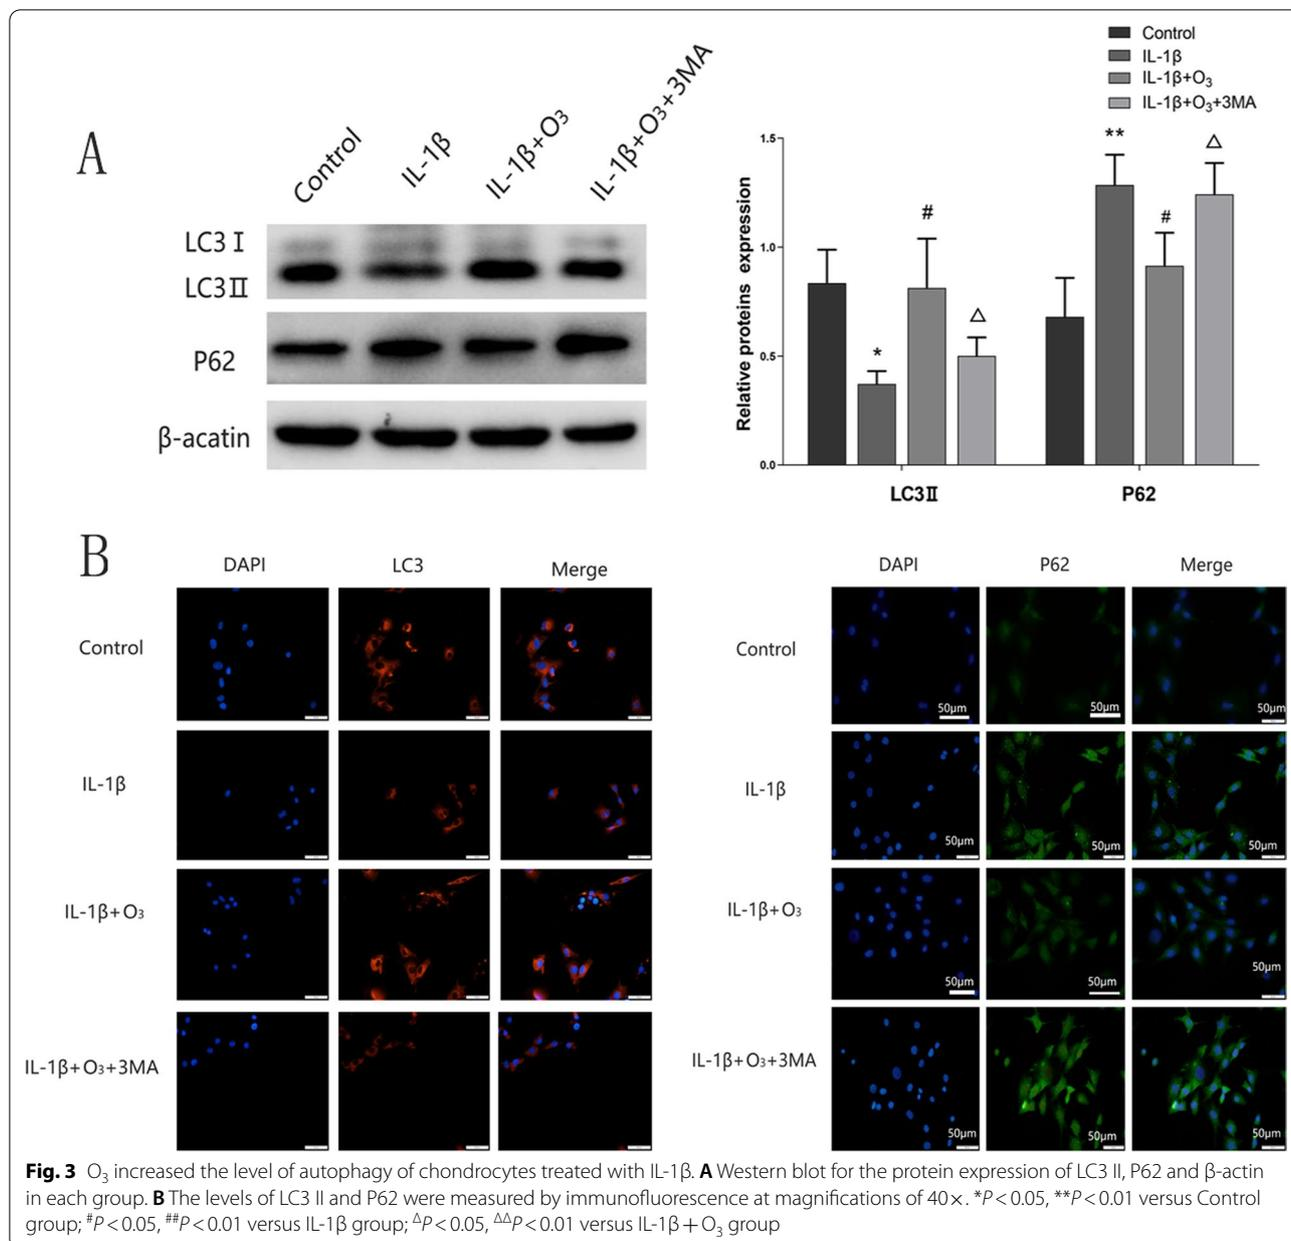 A
Control
IL-1β
IL-1β+O₃
IL-1β+O₃+3MA
LC3 Ⅰ
LC3Ⅱ
P62
β-acatin
Control
IL-1β
IL-1β+O₃
IL-1β+O₃+3MA
Relative proteins expression
1.5
1.0
0.5
0.0
*
#
△
**
#
△
LC3Ⅱ
P62
B
DAPI LC3 Merge
Control
IL-1β
IL-1β+O₃
IL-1β+O₃+3MA
DAPI P62 Merge
Control
50μm 50μm 50μm
IL-1β
50μm 50μm
IL-1β+O₃
50μm 50μm 50μm
IL-1β+O₃+3MA
50μm 50μm 50μm
Fig. 3 O₃ increased the level of autophagy of chondrocytes treated with IL-1β. A Western blot for the protein expression of LC3 II, P62 and β-actin
in each group. B The levels of LC3 II and P62 were measured by immunofluorescence at magnifications of 40×. *P < 0.05, **P < 0.01 versus Control
group; #P < 0.05, ##P < 0.01 versus IL-1β group; △P < 0.05, △△P < 0.01 versus IL-1β + O₃ group